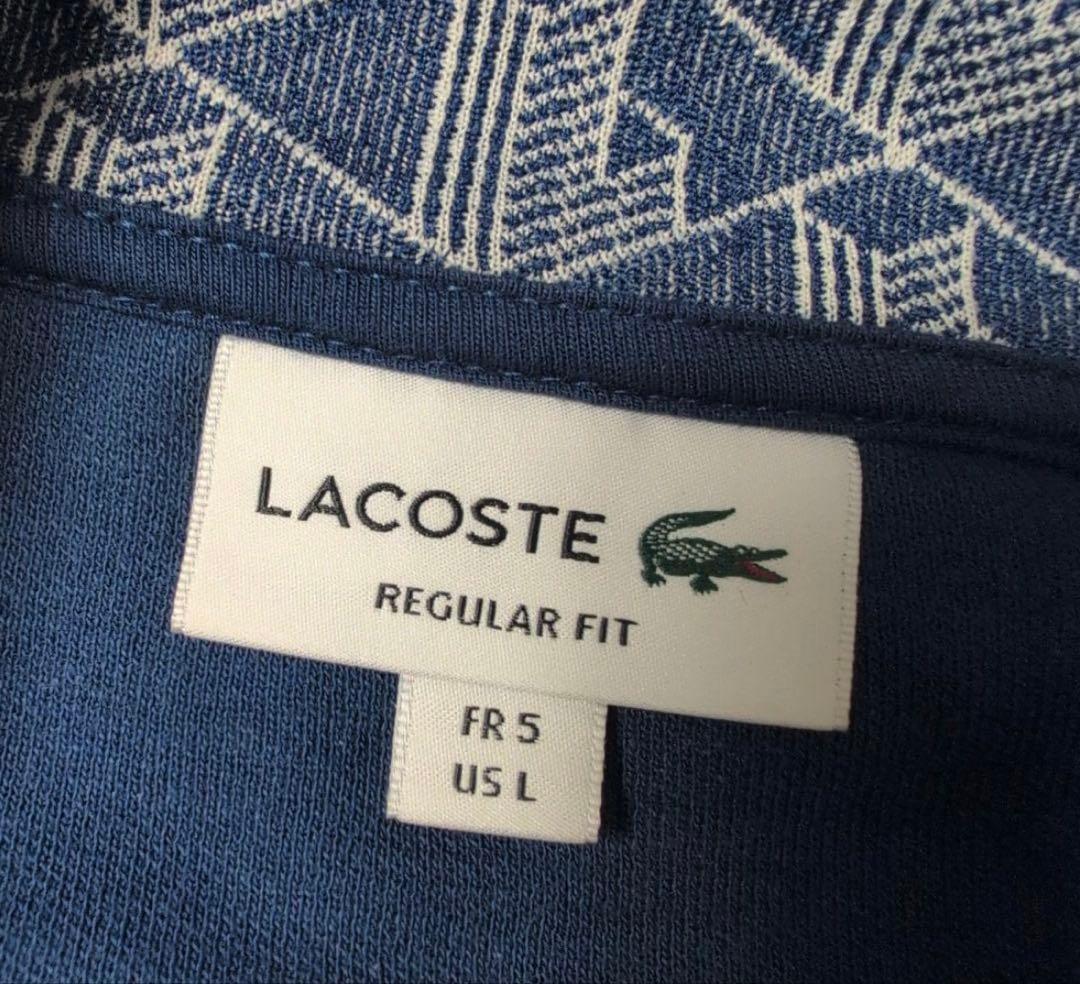 LACOSTE
REGULAR FIT
FR 5
US L